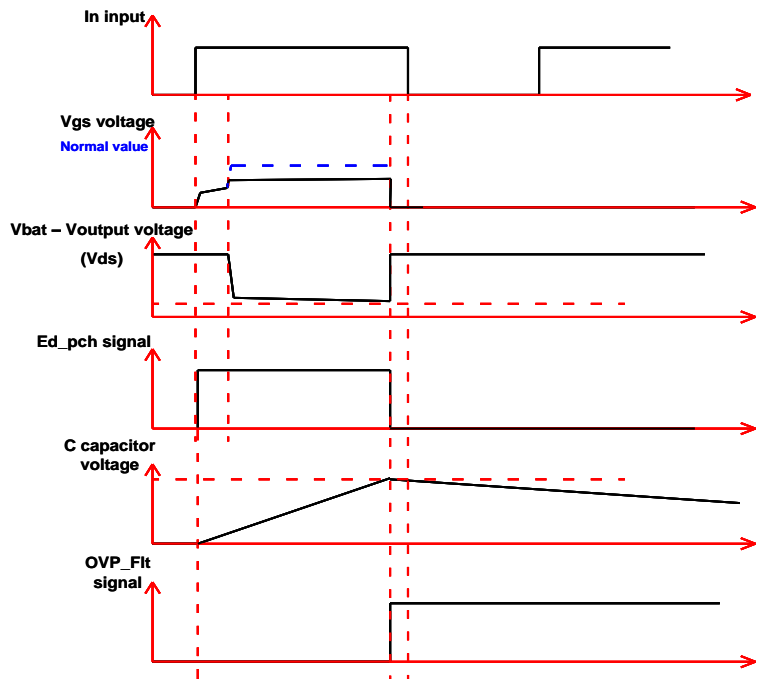 In input
Vgs voltage
Normal value
Vbat – Voutput voltage
(Vds)
Ed_pch signal
C capacitor
voltage
OVP_Flt
signal